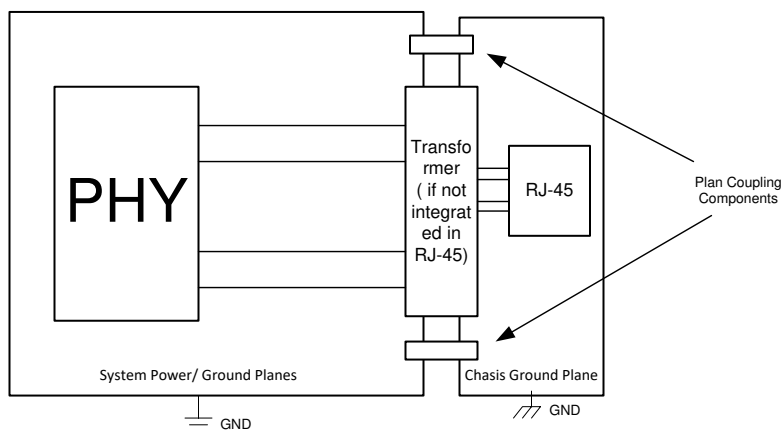 PHY
Transfo
rmer
( if not
integrat
ed in
RJ-45)
RJ-45
Plan Coupling
Components
System Power/ Ground Planes
Chasis Ground Plane
GND
GND